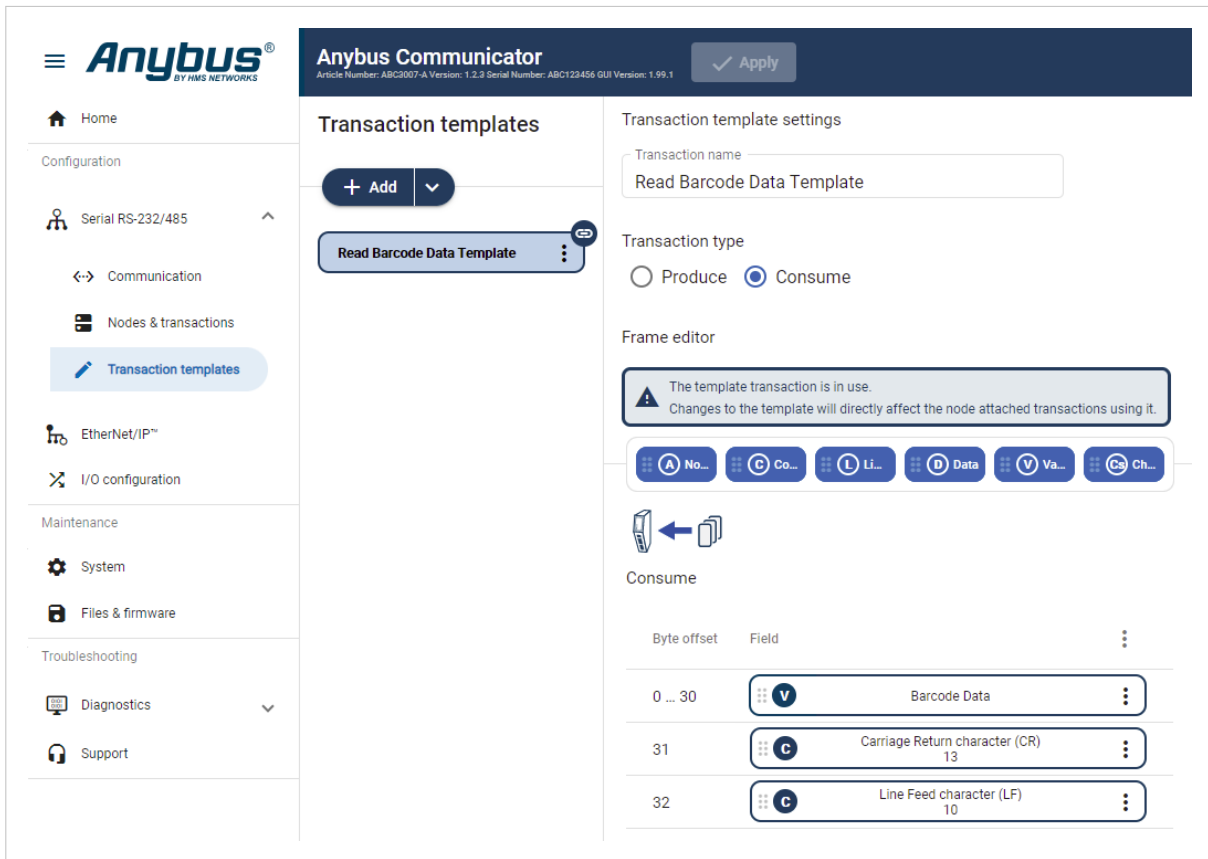 Anybus®
BY HMS NETWORKS
Anybus Communicator
Article Number: ABC3007-A Version: 1.2.3 Serial Number: ABC123456 GUI Version: 1.99.1
Apply
Home
Configuration
Serial RS-232/485
Communication
Nodes & transactions
Transaction templates
EtherNet/IP™
I/O configuration
Maintenance
System
Files & firmware
Troubleshooting
Diagnostics
Support
Transaction templates
+ Add
Read Barcode Data Template
Transaction template settings
Transaction name
Read Barcode Data Template
Transaction type
Produce
Consume
Frame editor
The template transaction is in use.
Changes to the template will directly affect the node attached transactions using it.
A No...
C Co...
L Li...
D Data
V Va...
Cs Ch...
Consume
Byte offset Field
0 ... 30 V Barcode Data
31 C Carriage Return character (CR)
13
32 C Line Feed character (LF)
10